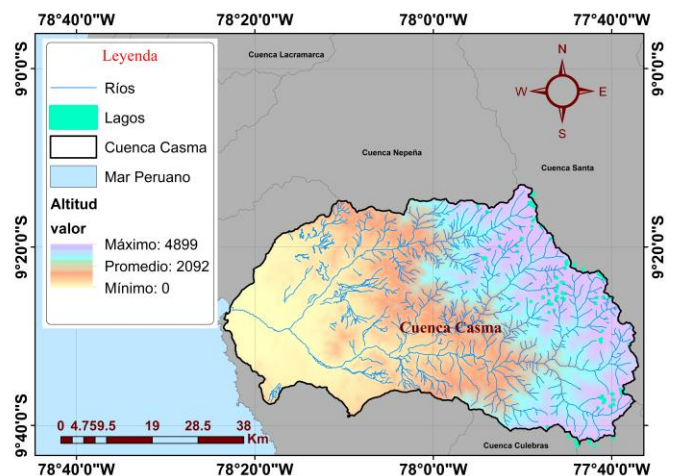 78°40'0"W 78°20'0"W 78°0'0"W 77°40'0"W
9°0'0"S 9°0'0"S
9°20'0"S 9°20'0"S
9°40'0"S 9°40'0"S
Leyenda
Ríos
Lagos
Cuenca Casma
Mar Peruano
Altitud
valor
Máximo: 4899
Promedio: 2092
Mínimo: 0
Cuenca Lacramarca
N
W E
S
Cuenca Nepeña
Cuenca Santa
Cuenca Casma
Cuenca Culebras
0 4.759.5 19 28.5 38
Km
78°40'0"W 78°20'0"W 78°0'0"W 77°40'0"W